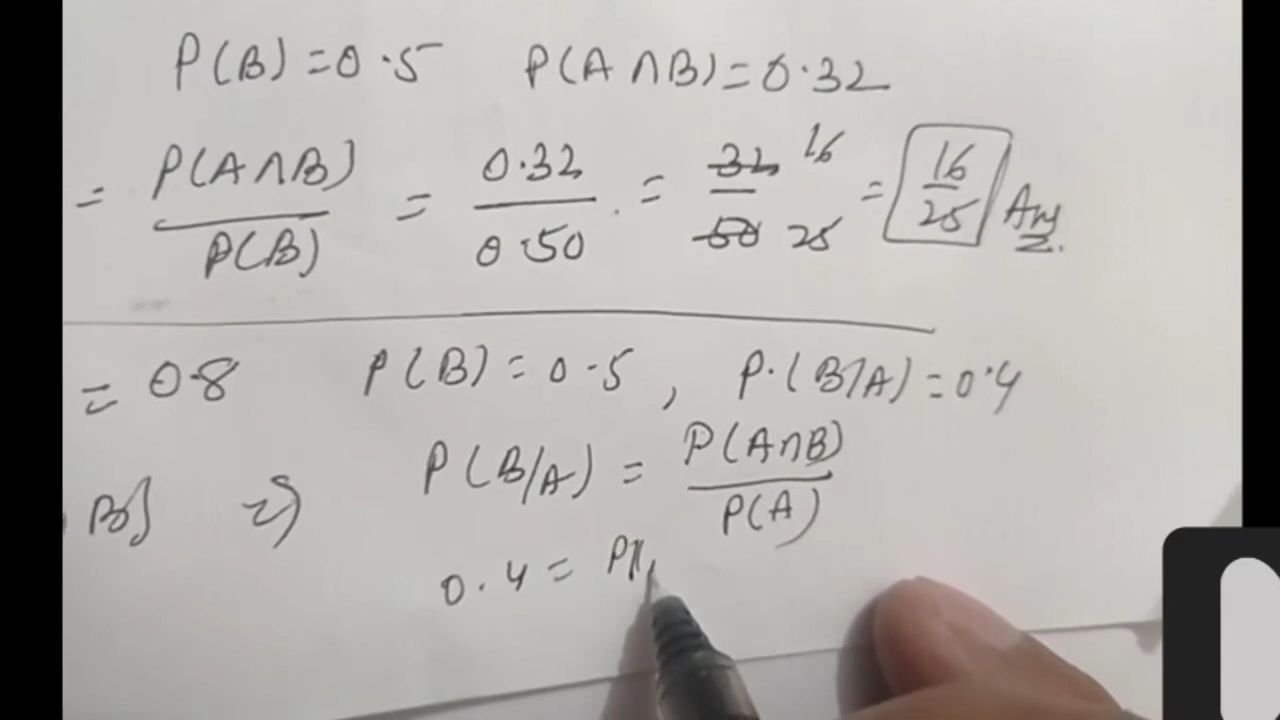 P(B) = 0.5 P(A ∩ B) = 0.32
= P(A ∩ B) / P(B) = 0.32 / 0.50 = 32 16 / 50 25 = 16 / 25 Ans
= 0.8 P(B) = 0.5 , P.(B/A) = 0.4
B) P(B/A) = P(A∩B) / P(A)
0.4 = P